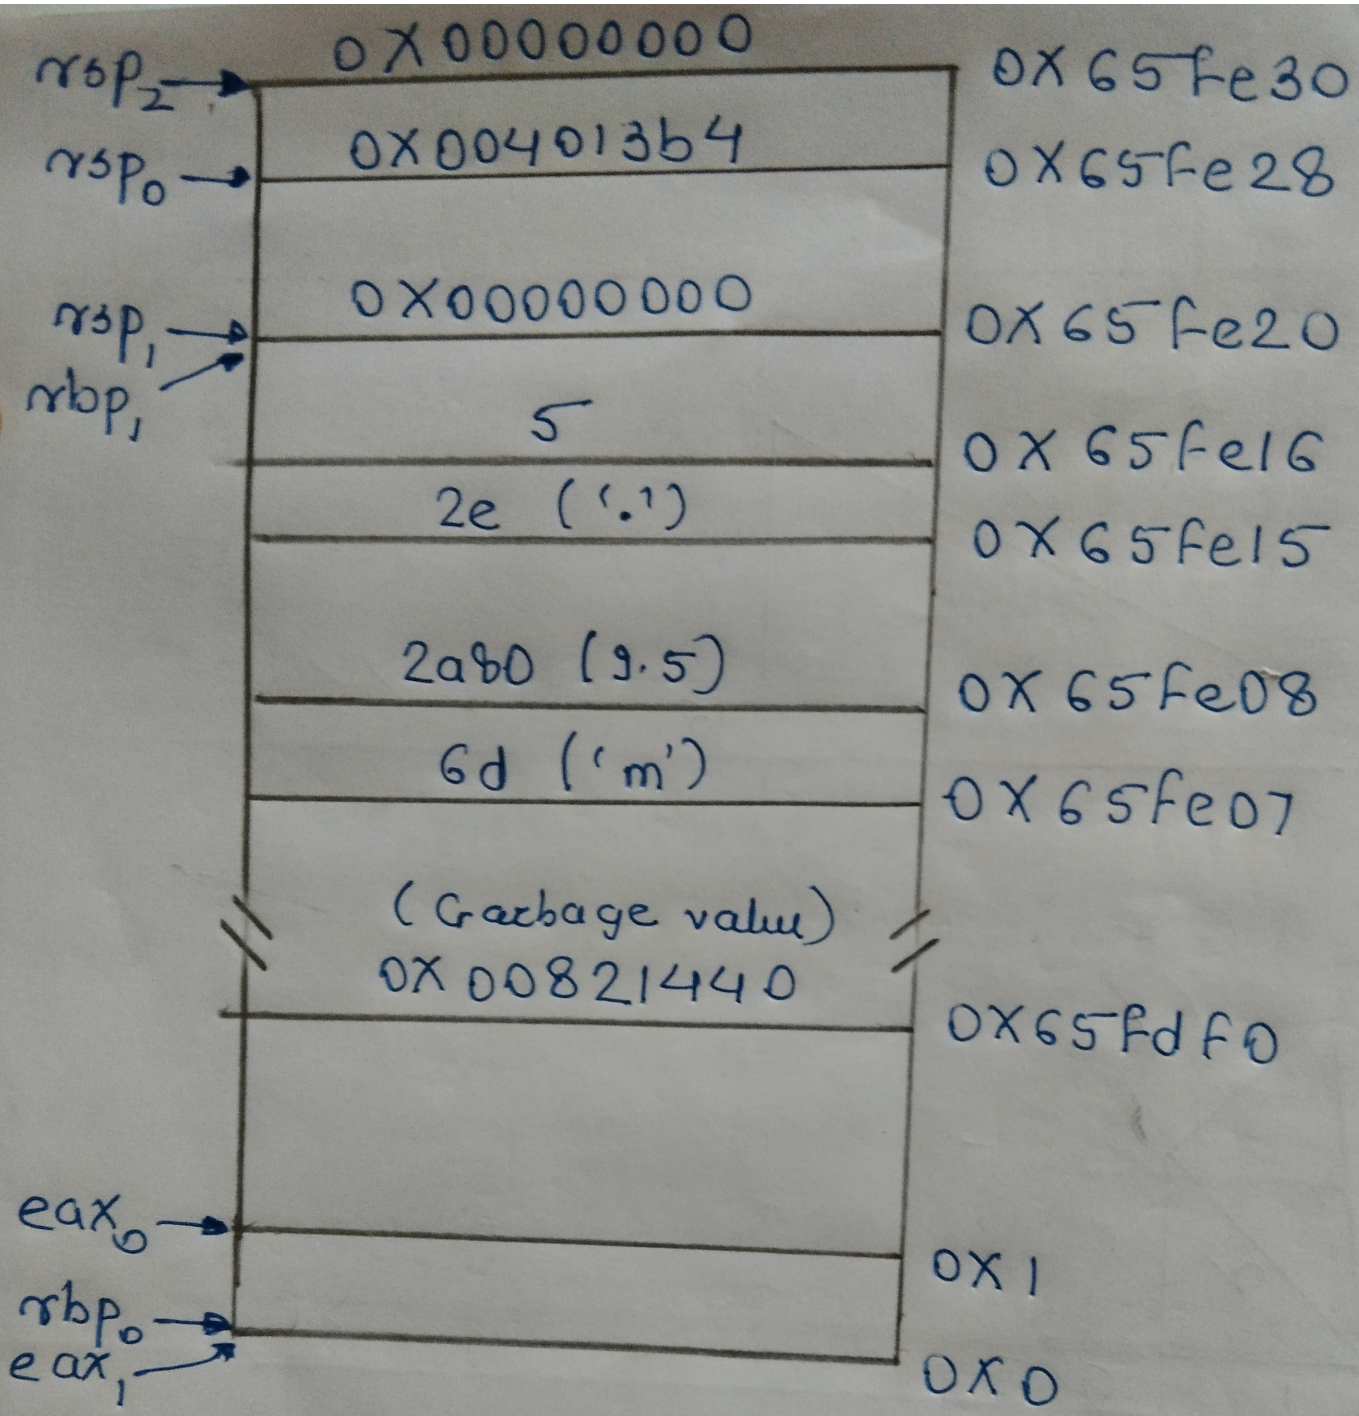 0X00000000
rsp2 0X65fe30
0X004013b4
rsp0 0X65fe28
0X00000000
rsp1 0X65fe20
rbp1
5
0X65fe16
2e ('.')
0X65fe15
2a80 (9.5)
0X65fe08
6d ('m')
0X65fe07
(Garbage value)
0X00821440
0X65fdf0
eax0
0X1
rbp0
eax1 0X0